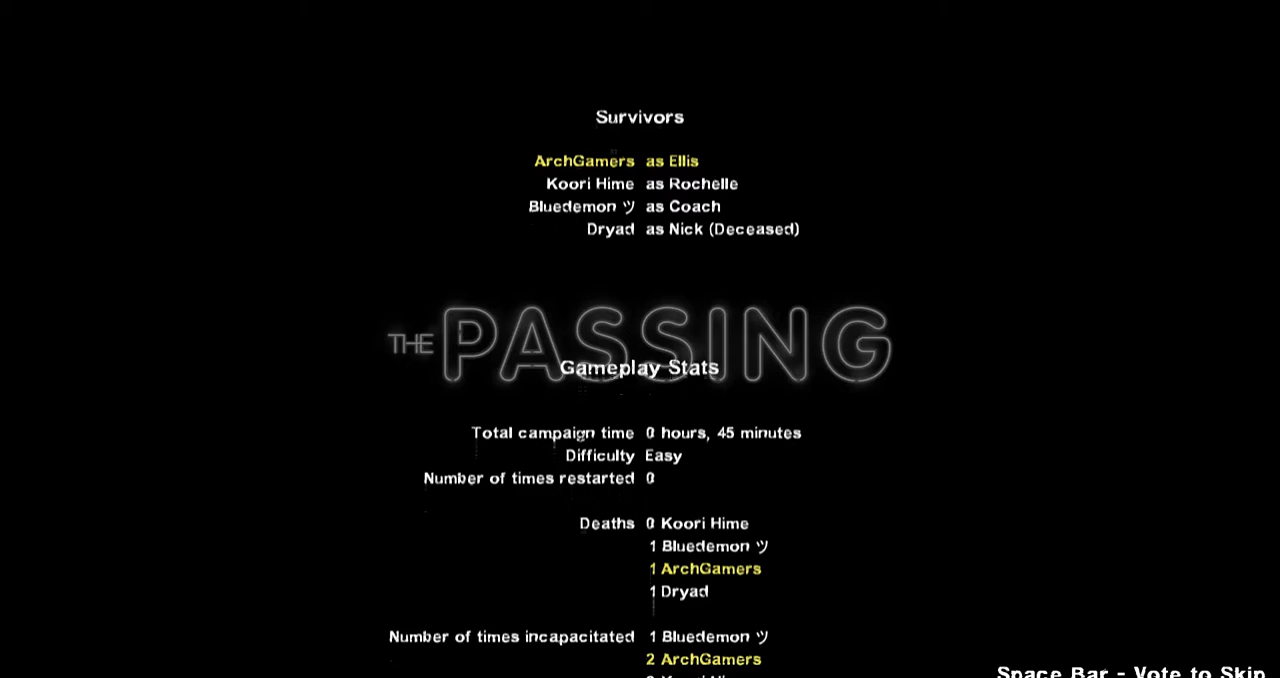 Survivors
ArchGamers as Ellis
Koori Hime as Rochelle
Bluedemon ツ as Coach
Dryad as Nick (Deceased)
THE PASSING
Gameplay Stats
Total campaign time 0 hours, 45 minutes
Difficulty Easy
Number of times restarted 0
Deaths 0 Koori Hime
1 Bluedemon ツ
1 ArchGamers
1 Dryad
Number of times incapacitated 1 Bluedemon ツ
2 ArchGamers
Space Bar - Vote to Skip